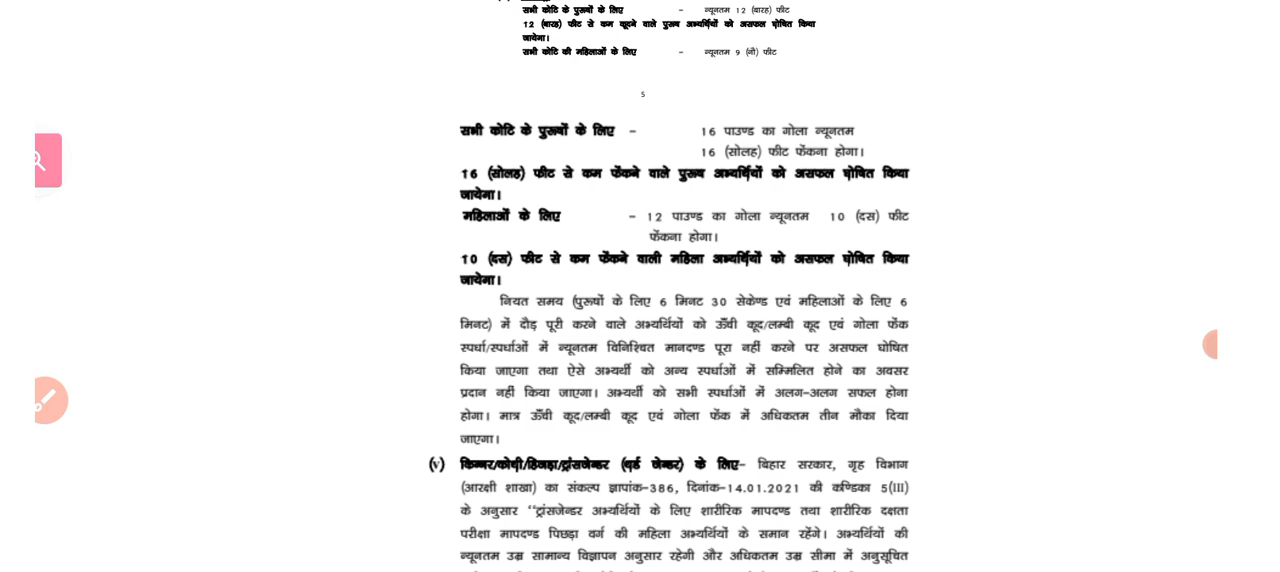 सभी कोटि के पुरूषों के लिए – न्यूनतम 12 (बारह) फीट
12 (बारह) फीट से कम कूदने वाले पुरूष अभ्यर्थियों को असफल घोषित किया
जायेगा।
सभी कोटि की महिलाओं के लिए – न्यूनतम 9 (नौ) फीट
5
सभी कोटि के पुरूषों के लिए – 16 पाउण्ड का गोला न्यूनतम
16 (सोलह) फीट फेंकना होगा।
16 (सोलह) फीट से कम फेंकने वाले पुरूष अभ्यर्थियों को असफल घोषित किया
जायेगा।
महिलाओं के लिए – 12 पाउण्ड का गोला न्यूनतम 10 (दस) फीट
फेंकना होगा।
10 (दस) फीट से कम फेंकने वाली महिला अभ्यर्थियों को असफल घोषित किया
जायेगा।
नियत समय (पुरूषों के लिए 6 मिनट 30 सेकेण्ड एवं महिलाओं के लिए 6
मिनट) में दौड़ पूरी करने वाले अभ्यर्थियों को ऊँची कूद/लम्बी कूद एवं गोला फेंक
स्पर्धा/स्पर्धाओं में न्यूनतम विनिश्चित मानदण्ड पूरा नहीं करने पर असफल घोषित
किया जाएगा तथा ऐसे अभ्यर्थी को अन्य स्पर्धाओं में सम्मिलित होने का अवसर
प्रदान नहीं किया जाएगा। अभ्यर्थी को सभी स्पर्धाओं में अलग-अलग सफल होना
होगा। मात्र ऊँची कूद/लम्बी कूद एवं गोला फेंक में अधिकतम तीन मौका दिया
जाएगा।
(v) किन्नर/कोथी/हिजड़ा/ट्रांसजेन्डर (थर्ड जेन्डर) के लिए– बिहार सरकार, गृह विभाग
(आरक्षी शाखा) का संकल्प ज्ञापांक-386, दिनांक-14.01.2021 की कण्डिका 5(III)
के अनुसार ''ट्रांसजेन्डर अभ्यर्थियों के लिए शारीरिक मापदण्ड तथा शारीरिक दक्षता
परीक्षा मापदण्ड पिछड़ा वर्ग की महिला अभ्यर्थियों के समान रहेंगे। अभ्यर्थियों की
न्यूनतम उम्र सामान्य विज्ञापन अनुसार रहेगी और अधिकतम उम्र सीमा में अनुसूचित